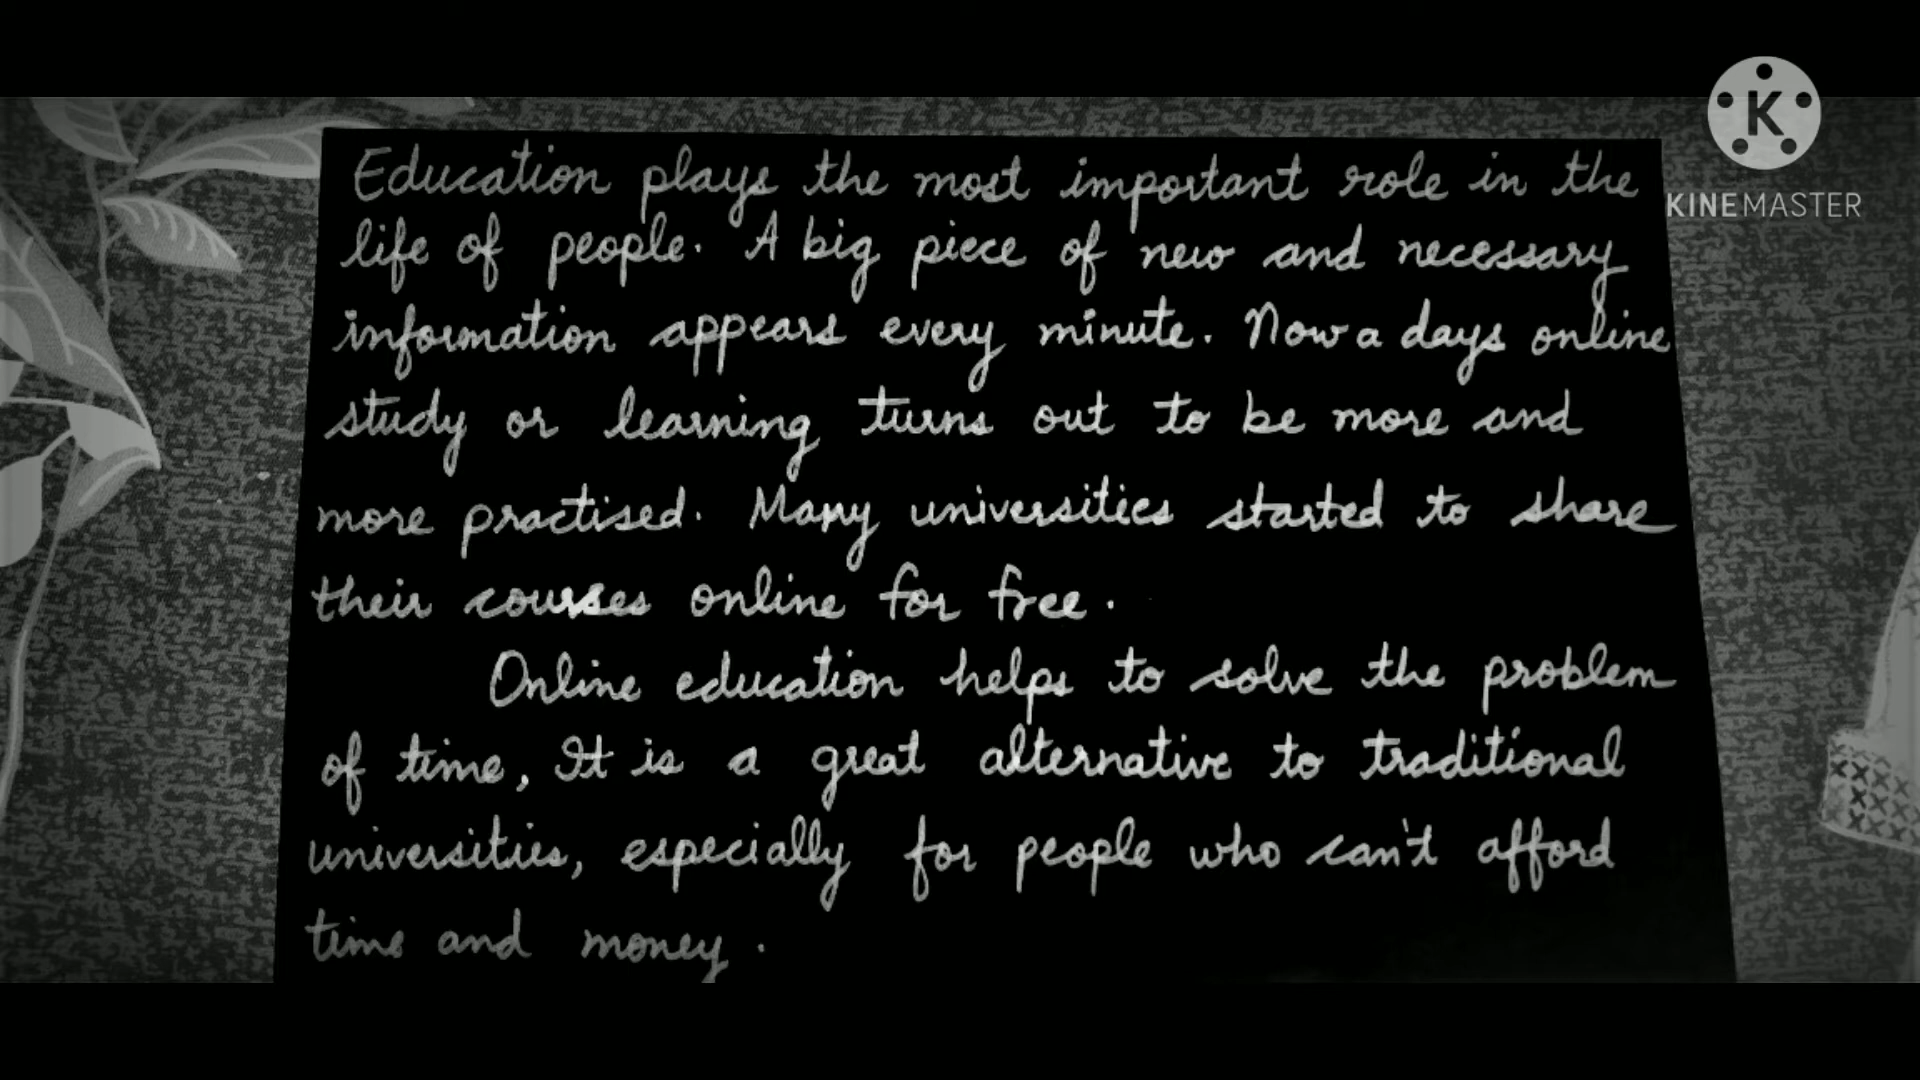 Education plays the most important role in the
life of people. A big piece of new and necessary
information appears every minute. Now a days online
study or learning turns out to be more and
more practised. Many universities started to share
their courses online for free.
Online education helps to solve the problem
of time, It is a great alternative to traditional
universities, especially for people who can't afford
time and money.
K
KINEMASTER